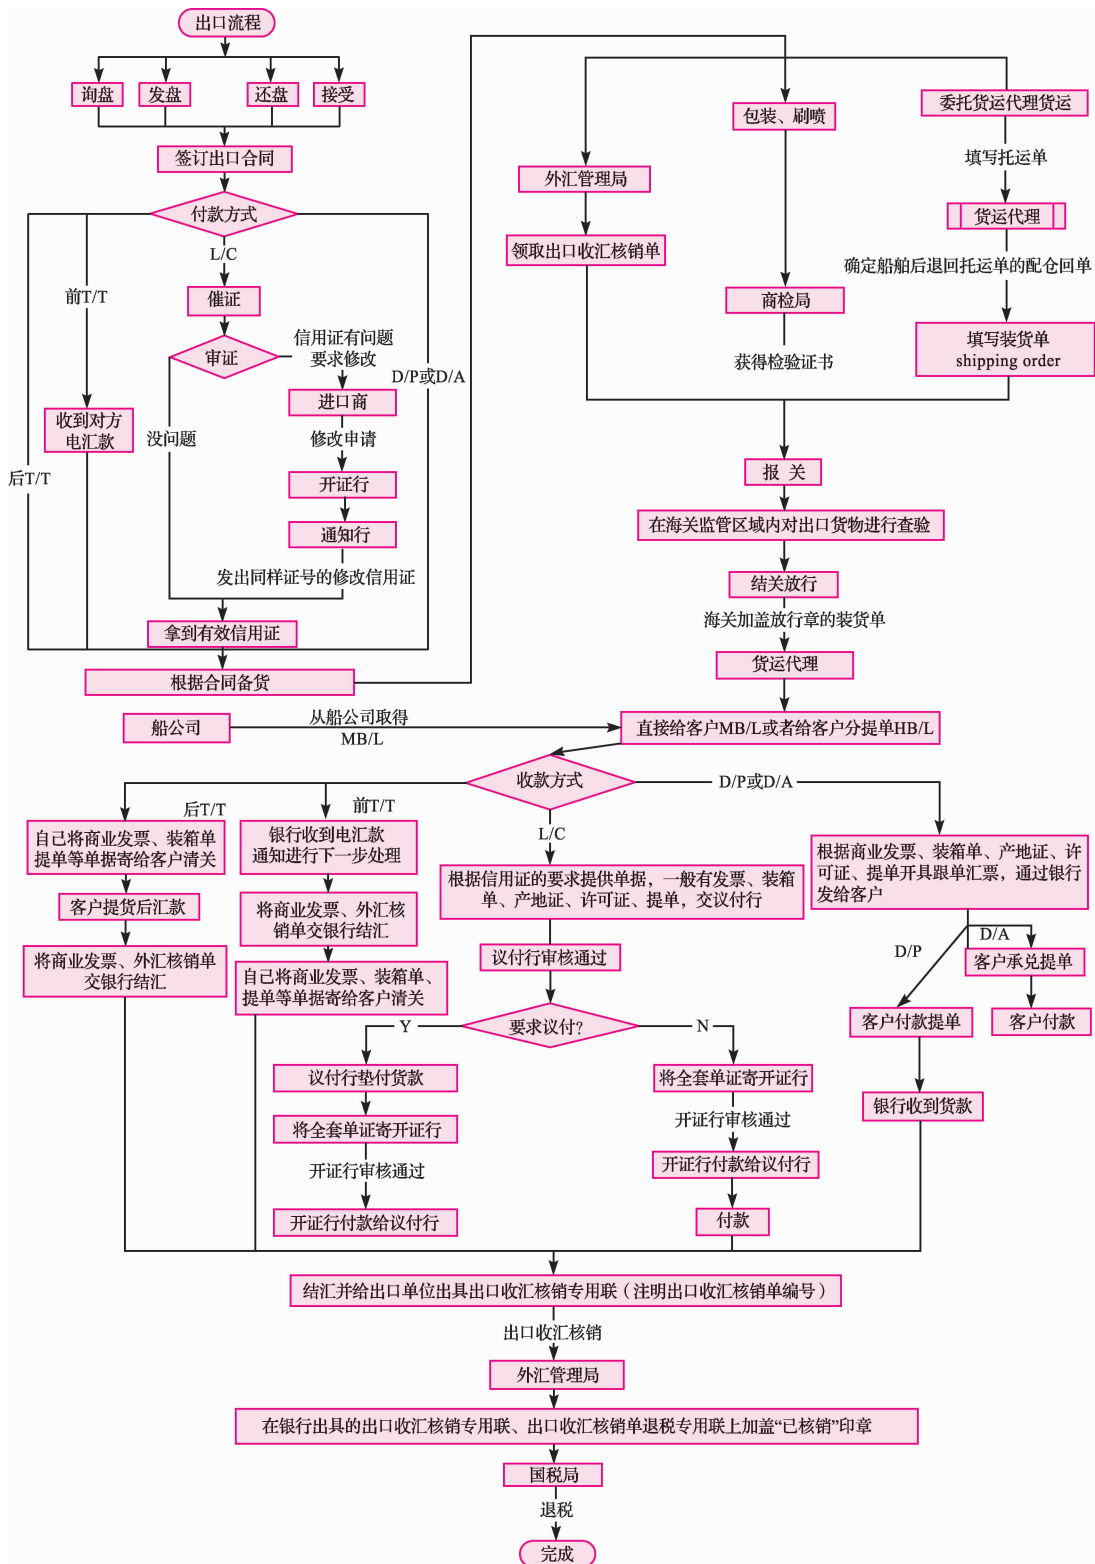 出口流程
询盘
发盘
还盘
接受
签订出口合同
付款方式
L/C
前T/T
后T/T
D/P或D/A
催证
审证
信用证有问题
要求修改
进口商
修改申请
开证行
通知行
发出同样证号的修改信用证
没问题
收到对方
电汇款
拿到有效信用证
根据合同备货
包装、刷喷
商检局
获得检验证书
外汇管理局
领取出口收汇核销单
委托货运代理货运
填写托运单
货运代理
确定船舶后退回托运单的配仓回单
填写装货单
shipping order
报 关
在海关监管区域内对出口货物进行查验
结关放行
海关加盖放行章的装货单
货运代理
船公司
从船公司取得
MB/L
直接给客户MB/L或者给客户分提单HB/L
收款方式
后T/T
前T/T
L/C
D/P或D/A
自己将商业发票、装箱单
提单等单据寄给客户清关
客户提货后汇款
将商业发票、外汇核销单
交银行结汇
银行收到电汇款
通知进行下一步处理
将商业发票、外汇核
销单交银行结汇
自己将商业发票、装箱单、
提单等单据寄给客户清关
根据信用证的要求提供单据，一般有发票、装箱
单、产地证、许可证、提单，交议付行
议付行审核通过
要求议付?
Y
N
议付行垫付货款
将全套单证寄开证行
开证行审核通过
开证行付款给议付行
将全套单证寄开证行
开证行审核通过
开证行付款给议付行
付款
根据商业发票、装箱单、产地证、许
可证、提单开具跟单汇票，通过银行
发给客户
D/P
D/A
客户承兑提单
客户付款
客户付款提单
银行收到货款
结汇并给出口单位出具出口收汇核销专用联（注明出口收汇核销单编号）
出口收汇核销
外汇管理局
在银行出具的出口收汇核销专用联、出口收汇核销单退税专用联上加盖“已核销”印章
国税局
退税
完成